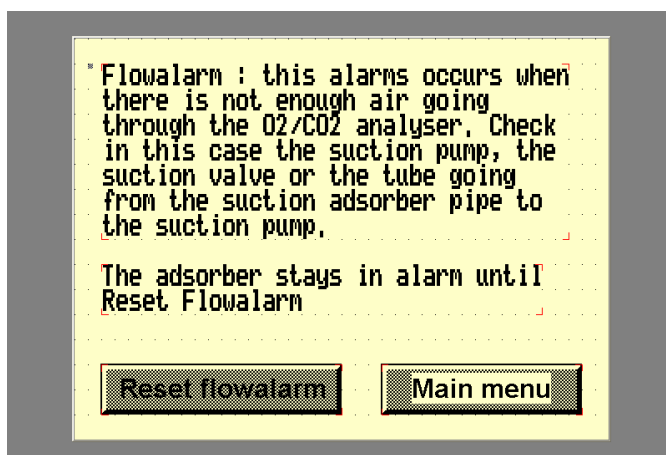 Flowalarm : this alarms occurs when
there is not enough air going
through the O2/CO2 analyser. Check
in this case the suction pump, the
suction valve or the tube going
from the suction adsorber pipe to
the suction pump.
The adsorber stays in alarm until
Reset Flowalarm
Reset flowalarm
Main menu